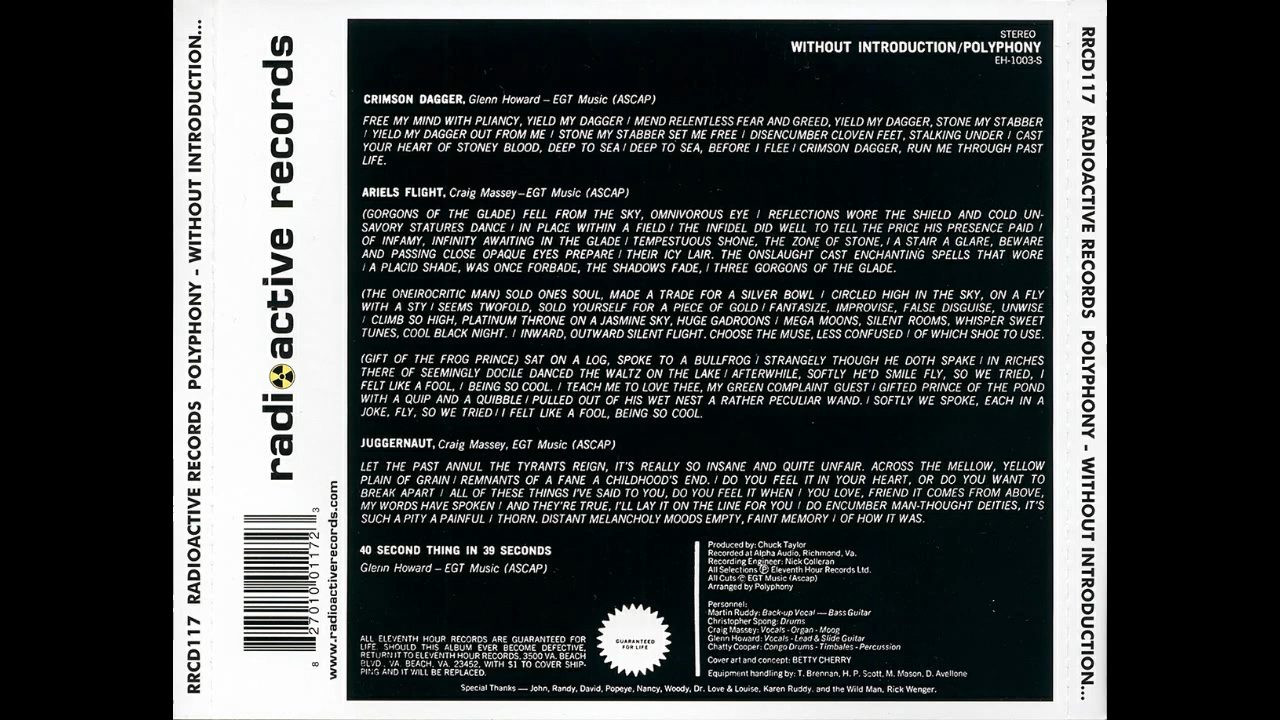 RRCD117 RADIOACTIVE RECORDS POLYPHONY - WITHOUT INTRODUCTION...
radioactive records
www.radioactiverecords.com
8 27010 01172 3
STEREO
WITHOUT INTRODUCTION/POLYPHONY
EH-1003-S
CRIMSON DAGGER, Glenn Howard – EGT Music (ASCAP)
FREE MY MIND WITH PLIANCY, YIELD MY DAGGER / MEND RELENTLESS FEAR AND GREED, YIELD MY DAGGER, STONE MY STABBER
/ YIELD MY DAGGER OUT FROM ME / STONE MY STABBER SET ME FREE / DISENCUMBER CLOVEN FEET, STALKING UNDER / CAST
YOUR HEART OF STONEY BLOOD, DEEP TO SEA / DEEP TO SEA, BEFORE I FLEE / CRIMSON DAGGER, RUN ME THROUGH PAST
LIFE.
ARIELS FLIGHT, Craig Massey–EGT Music (ASCAP)
(GORGONS OF THE GLADE) FELL FROM THE SKY, OMNIVOROUS EYE / REFLECTIONS WORE THE SHIELD AND COLD UN-
SAVORY STATURES DANCE / IN PLACE WITHIN A FIELD / THE INFIDEL DID WELL TO TELL THE PRICE HIS PRESENCE PAID /
OF INFAMY, INFINITY AWAITING IN THE GLADE / TEMPESTUOUS SHONE, THE ZONE OF STONE, / A STAIR A GLARE, BEWARE
AND PASSING CLOSE OPAQUE EYES PREPARE / THEIR ICY LAIR. THE ONSLAUGHT CAST ENCHANTING SPELLS THAT WORE
/ A PLACID SHADE, WAS ONCE FORBADE, THE SHADOWS FADE, / THREE GORGONS OF THE GLADE.
(THE ONEIROCRITIC MAN) SOLD ONES SOUL, MADE A TRADE FOR A SILVER BOWL / CIRCLED HIGH IN THE SKY, ON A FLY
WITH A STY / SEEMS TWOFOLD, SOLD YOURSELF FOR A PIECE OF GOLD / FANTASIZE, IMPROVISE, FALSE DISGUISE, UNWISE
/ CLIMB SO HIGH, PLATINUM THRONE ON A JASMINE SKY, HUGE GADROONS / MEGA MOONS, SILENT ROOMS, WHISPER SWEET
TUNES, COOL BLACK NIGHT. / INWARD, OUTWARD SILENT FLIGHT. CHOOSE THE MUSE, LESS CONFUSED / OF WHICH SHOE TO USE.
(GIFT OF THE FROG PRINCE) SAT ON A LOG, SPOKE TO A BULLFROG / STRANGELY THOUGH HE DOTH SPAKE / IN RICHES
THERE OF SEEMINGLY DOCILE DANCED THE WALTZ ON THE LAKE / AFTERWHILE, SOFTLY HE'D SMILE FLY, SO WE TRIED, I
FELT LIKE A FOOL, / BEING SO COOL. / TEACH ME TO LOVE THEE, MY GREEN COMPLAINT GUEST / GIFTED PRINCE OF THE POND
WITH A QUIP AND A QUIBBLE / PULLED OUT OF HIS WET NEST A RATHER PECULIAR WAND. / SOFTLY WE SPOKE, EACH IN A
JOKE, FLY, SO WE TRIED / I FELT LIKE A FOOL, BEING SO COOL.
JUGGERNAUT, Craig Massey, EGT Music (ASCAP)
LET THE PAST ANNUL THE TYRANTS REIGN, IT'S REALLY SO INSANE AND QUITE UNFAIR. ACROSS THE MELLOW, YELLOW
PLAIN OF GRAIN / REMNANTS OF A FANE A CHILDHOOD'S END. / DO YOU FEEL IT IN YOUR HEART, OR DO YOU WANT TO
BREAK APART / ALL OF THESE THINGS I'VE SAID TO YOU, DO YOU FEEL IT WHEN / YOU LOVE, FRIEND IT COMES FROM ABOVE,
MY WORDS HAVE SPOKEN / AND THEY'RE TRUE, I'LL LAY IT ON THE LINE FOR YOU / DO ENCUMBER MAN-THOUGHT DEITIES, IT'S
SUCH A PITY A PAINFUL / THORN. DISTANT MELANCHOLY MOODS EMPTY, FAINT MEMORY / OF HOW IT WAS.
40 SECOND THING IN 39 SECONDS
Glenn Howard – EGT Music (ASCAP)
ALL ELEVENTH HOUR RECORDS ARE GUARANTEED FOR
LIFE. SHOULD THIS ALBUM EVER BECOME DEFECTIVE,
RETURN IT TO ELEVENTH HOUR RECORDS, 3500 VA. BEACH
BLVD., VA. BEACH, VA. 23452, WITH $1 TO COVER SHIP-
PING AND IT WILL BE REPLACED.
GUARANTEED
FOR LIFE
Produced by: Chuck Taylor
Recorded at Alpha Audio, Richmond, Va.
Recording Engineer: Nick Colleran
All Selections ℗ Eleventh Hour Records Ltd.
All Cuts © EGT Music (Ascap)
Arranged by Polyphony
Personnel:
Martin Ruddy: Back-up Vocal — Bass Guitar
Christopher Spong: Drums
Craig Massey: Vocals - Organ - Moog
Glenn Howard: Vocals - Lead & Slide Guitar
Chatty Cooper: Congo Drums - Timbales - Percussion
Cover art and concept: BETTY CHERRY
Equipment handling by: T. Brennan, H. P. Scott, M. Mason, D. Avellone
Special Thanks — John, Randy, David, Popeye, Nancy, Woody, Dr. Love & Louise, Karen Ruddy, and the Wild Man, Rick Wenger.
RRCD117 RADIOACTIVE RECORDS POLYPHONY - WITHOUT INTRODUCTION...